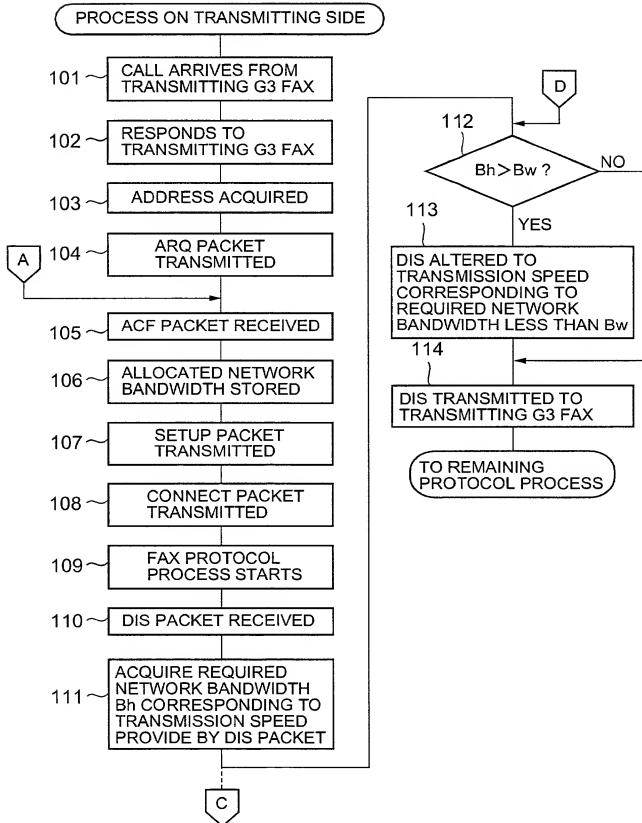 PROCESS ON TRANSMITTING SIDE
101
CALL ARRIVES FROM
TRANSMITTING G3 FAX
102
RESPONDS TO
TRANSMITTING G3 FAX
103
ADDRESS ACQUIRED
104
ARQ PACKET
TRANSMITTED
A
105
ACF PACKET RECEIVED
106
ALLOCATED NETWORK
BANDWIDTH STORED
107
SETUP PACKET
TRANSMITTED
108
CONNECT PACKET
TRANSMITTED
109
FAX PROTOCOL
PROCESS STARTS
110
DIS PACKET RECEIVED
111
ACQUIRE REQUIRED
NETWORK BANDWIDTH
Bh CORRESPONDING TO
TRANSMISSION SPEED
PROVIDE BY DIS PACKET
C
D
112
Bh > Bw ?
NO
YES
113
DIS ALTERED TO
TRANSMISSION SPEED
CORRESPONDING TO
REQUIRED NETWORK
BANDWIDTH LESS THAN Bw
114
DIS TRANSMITTED TO
TRANSMITTING G3 FAX
TO REMAINING
PROTOCOL PROCESS